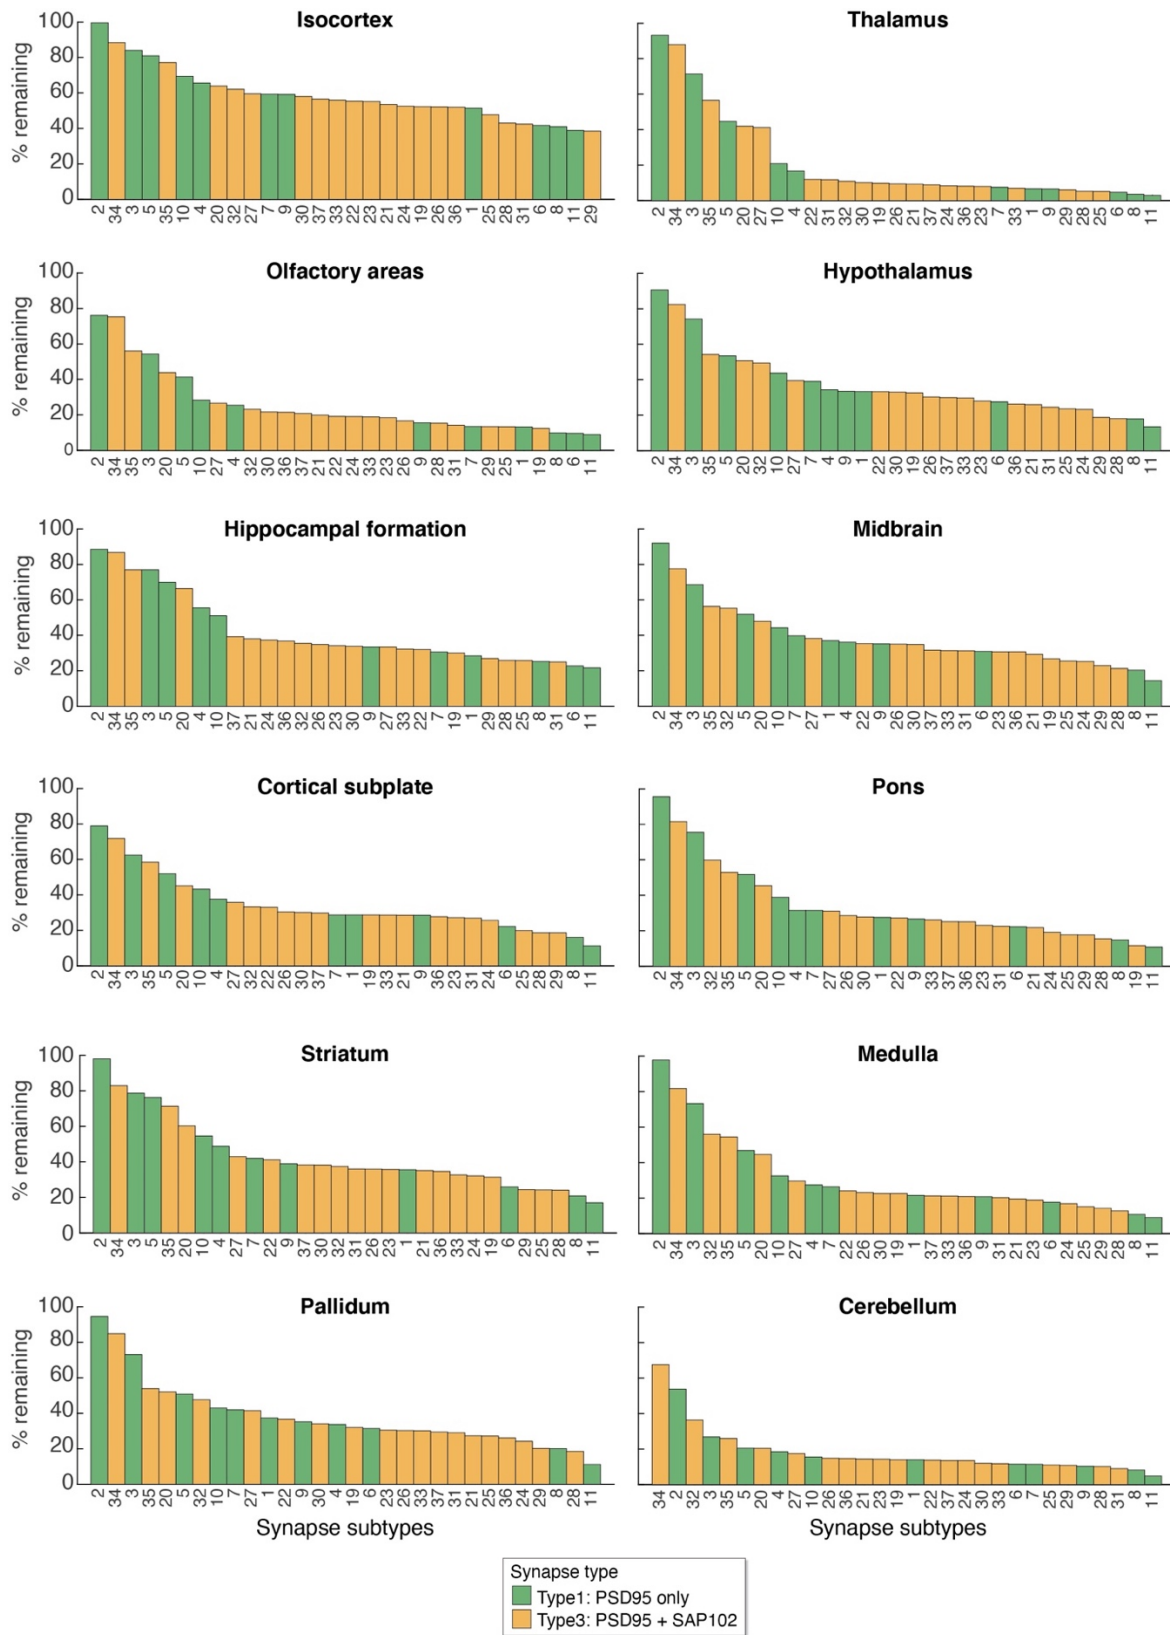 Isocortex
% remaining
100
80
60
40
20
0
2 34 3 5 35 10 4 20 32 27 7 9 30 37 33 22 23 21 24 19 26 36 1 25 28 31 6 8 11 29
Thalamus
2 34 3 35 5 20 27 10 4 22 31 32 30 19 26 21 37 24 36 23 7 33 1 9 29 28 25 6 8 11
Olfactory areas
% remaining
100
80
60
40
20
0
2 34 35 3 20 5 10 27 4 32 30 36 37 21 22 24 33 23 26 9 28 31 7 29 25 1 19 8 6 11
Hypothalamus
2 34 3 35 5 20 32 10 27 7 4 9 1 22 30 19 26 37 33 23 6 36 21 31 25 24 29 28 8 11
Hippocampal formation
% remaining
100
80
60
40
20
0
2 34 35 3 5 20 4 10 37 21 24 36 32 26 23 30 9 27 33 22 7 19 1 29 28 25 8 31 6 11
Midbrain
2 34 3 35 32 5 20 10 7 27 1 4 22 9 26 30 37 33 31 6 23 36 21 19 25 24 29 28 8 11
Cortical subplate
% remaining
100
80
60
40
20
0
2 34 3 35 5 20 10 4 27 32 22 26 30 37 7 1 19 33 21 9 36 23 31 24 6 25 28 29 8 11
Pons
2 34 3 32 35 5 20 10 4 7 27 26 30 1 22 9 33 37 36 23 31 6 21 24 25 29 28 8 19 11
Striatum
% remaining
100
80
60
40
20
0
2 34 3 5 35 20 10 4 27 7 22 9 37 30 32 31 26 23 1 21 36 33 24 19 6 29 25 28 8 11
Medulla
2 34 3 32 35 5 20 10 27 4 7 22 26 30 19 1 37 33 36 9 31 21 23 6 24 25 29 28 8 11
Pallidum
% remaining
100
80
60
40
20
0
2 34 3 35 20 5 32 10 7 27 1 22 9 30 4 19 6 23 26 33 37 31 21 25 36 24 29 8 28 11
Synapse subtypes
Cerebellum
34 2 32 3 35 5 20 4 27 10 26 36 21 23 19 1 22 37 24 30 33 6 7 25 29 9 28 31 8 11
Synapse subtypes
Synapse type
Type1: PSD95 only
Type3: PSD95 + SAP102